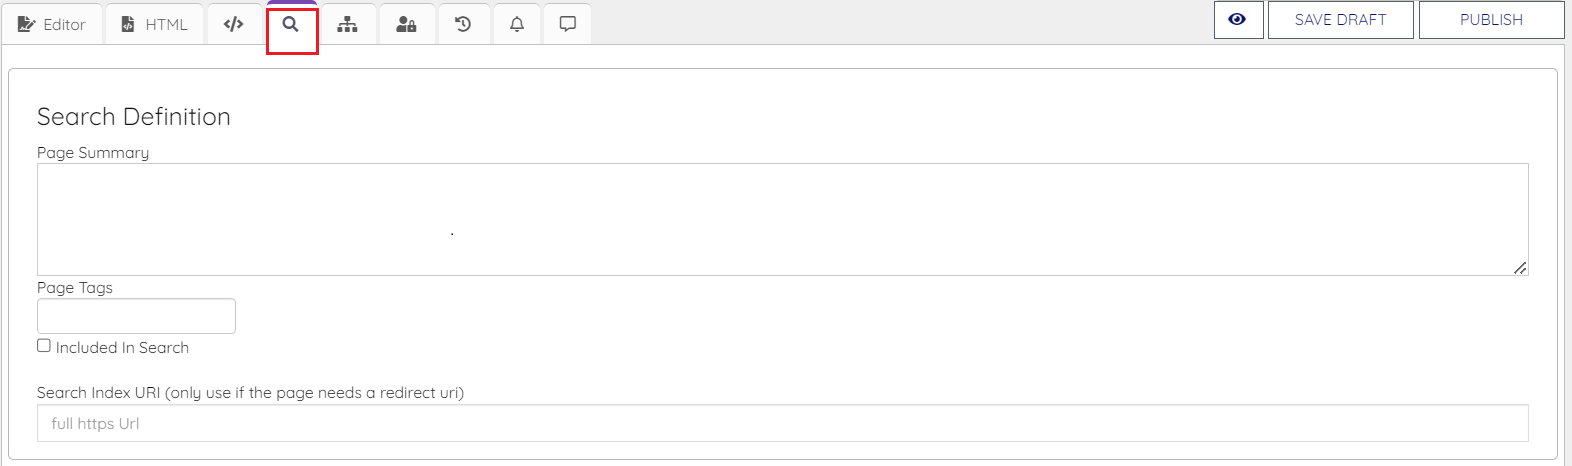 Editor HTML </> SAVE DRAFT PUBLISH
Search Definition
Page Summary
.
Page Tags
Included In Search
Search Index URI (only use if the page needs a redirect uri)
full https Url